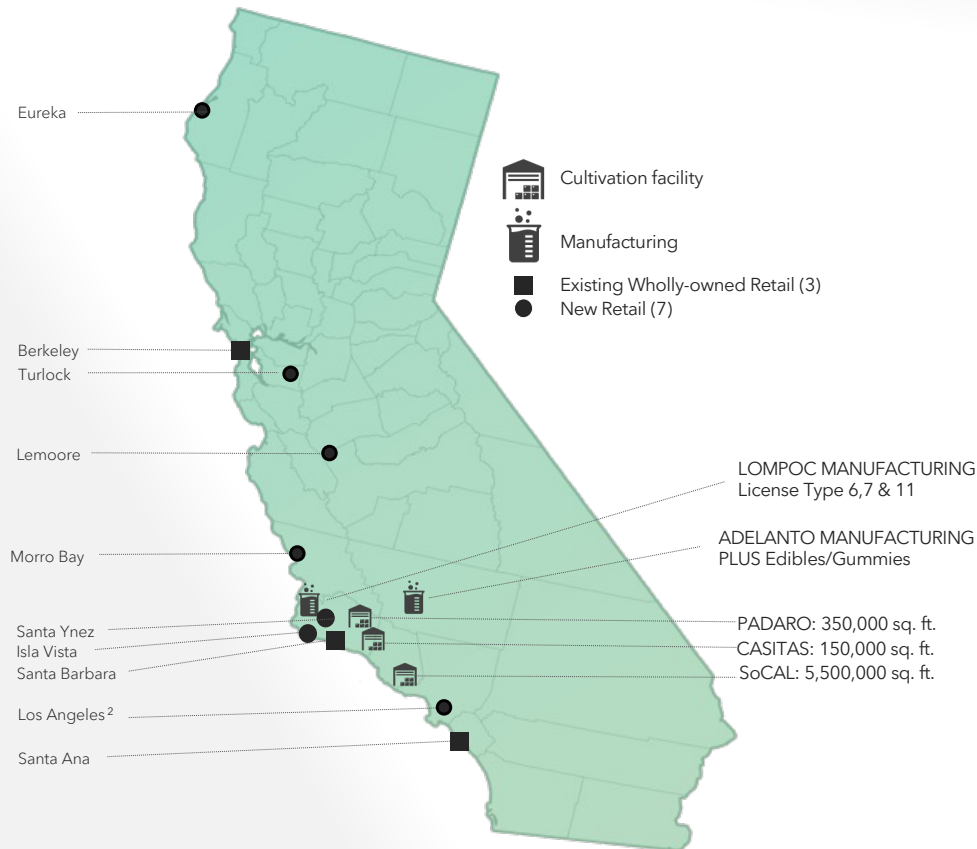 Eureka
Cultivation facility
Manufacturing
Existing Wholly-owned Retail (3)
New Retail (7)
Berkeley
Turlock
Lemoore
LOMPOC MANUFACTURING
License Type 6,7 & 11
ADELANTO MANUFACTURING
PLUS Edibles/Gummies
Morro Bay
Santa Ynez
Isla Vista
Santa Barbara
PADARO: 350,000 sq. ft.
CASITAS: 150,000 sq. ft.
SoCAL: 5,500,000 sq. ft.
Los Angeles²
Santa Ana